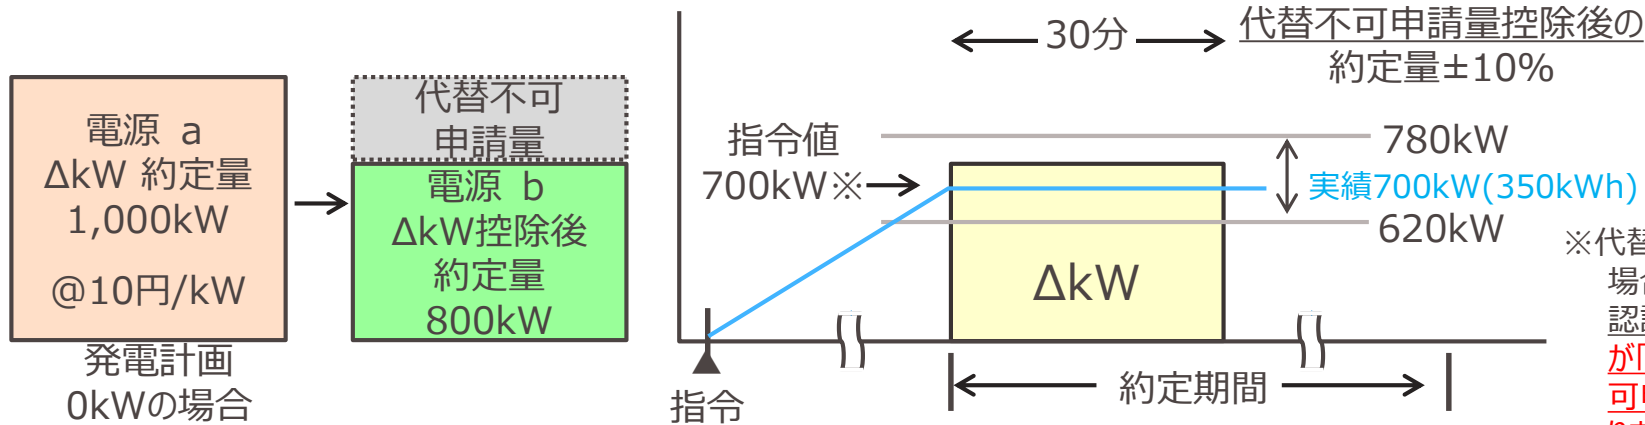 電源 a
ΔkW 約定量
1,000kW
@10円/kW
発電計画
0kWの場合
代替不可
申請量
電源 b
ΔkW控除後
約定量
800kW
30分
代替不可申請量控除後の
約定量±10%
指令値
700kW※
780kW
実績700kW(350kWh)
620kW
ΔkW
指令
約定期間
※代替
場合